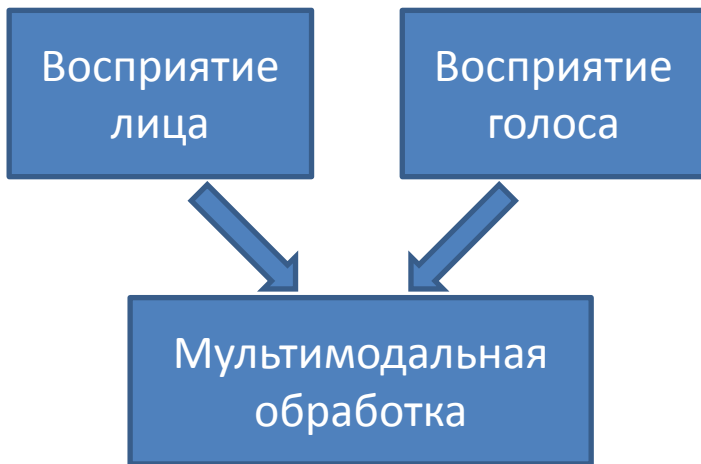 Восприятие
лица
Восприятие
голоса
Мультимодальная
обработка